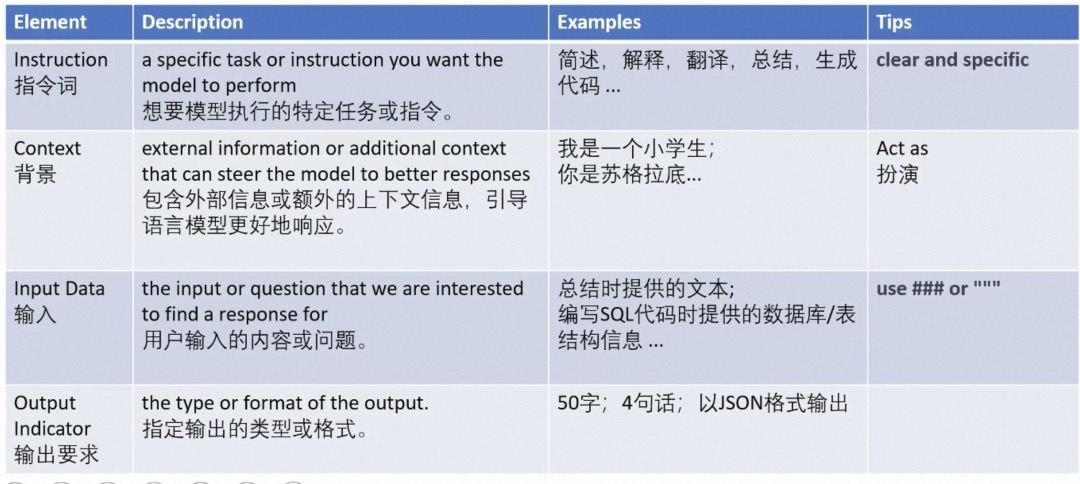 Element
Description
Examples
Tips
Instruction
指令词
a specific task or instruction you want the
model to perform
想要模型执行的特定任务或指令。
简述，解释，翻译，总结，生成
代码 ...
clear and specific
Context
背景
external information or additional context
that can steer the model to better responses
包含外部信息或额外的上下文信息，引导
语言模型更好地响应。
我是一个小学生；
你是苏格拉底...
Act as
扮演
Input Data
输入
the input or question that we are interested
to find a response for
用户输入的内容或问题。
总结时提供的文本;
编写SQL代码时提供的数据库/表
结构信息 ...
use ### or """
Output
Indicator
输出要求
the type or format of the output.
指定输出的类型或格式。
50字；4句话；以JSON格式输出